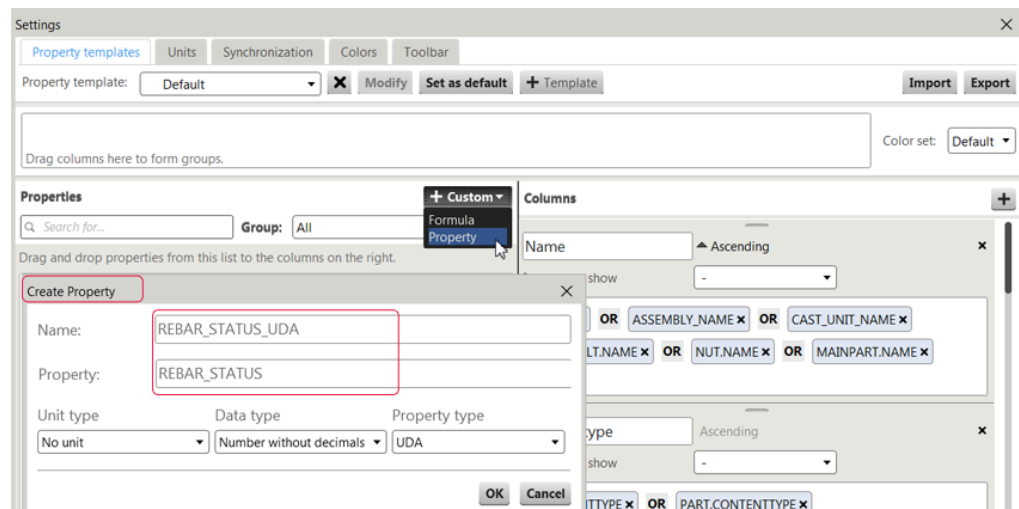 Settings
Property templates Units Synchronization Colors Toolbar
Property template: Default Modify Set as default + Template Import Export
Drag columns here to form groups.
Color set: Default
Properties + Custom Columns +
Search for... Group: All
Formula
Property
Drag and drop properties from this list to the columns on the right.
Name Ascending
show -
OR ASSEMBLY_NAME × OR CAST_UNIT_NAME ×
LT.NAME × OR NUT.NAME × OR MAINPART.NAME ×
Create Property
Name: REBAR_STATUS_UDA
Property: REBAR_STATUS
Unit type Data type Property type
No unit Number without decimals UDA
OK Cancel
ype Ascending
show -
TTYPE × OR PART.CONTENTTYPE ×